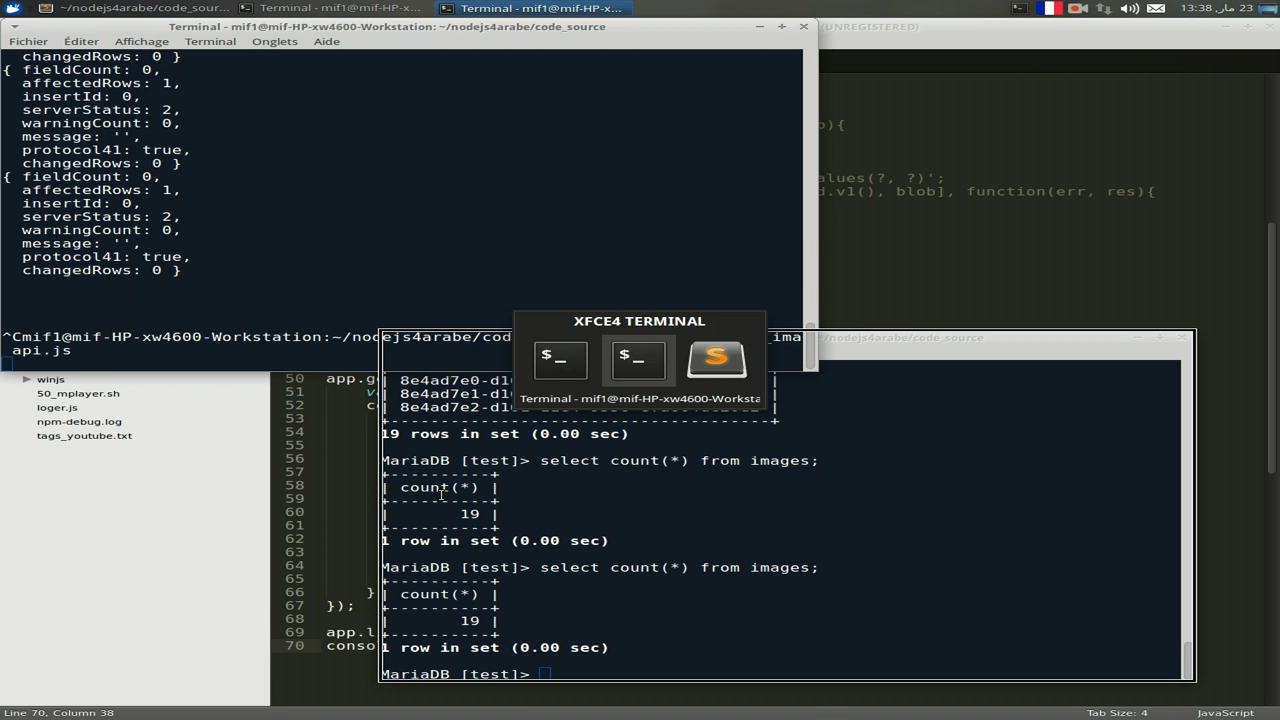 ~/nodejs4arabe/code_sour...
Terminal - mif1@mif-HP-x...
Terminal - mif1@mif-HP-xw4...
23 مار, 13:38
Terminal - mif1@mif-HP-xw4600-Workstation: ~/nodejs4arabe/code_source
(UNREGISTERED)
Fichier Éditer Affichage Terminal Onglets Aide
changedRows: 0 }
{ fieldCount: 0,
affectedRows: 1,
insertId: 0,
serverStatus: 2,
warningCount: 0,
message: '',
protocol41: true,
changedRows: 0 }
{ fieldCount: 0,
affectedRows: 1,
insertId: 0,
serverStatus: 2,
warningCount: 0,
message: '',
protocol41: true,
changedRows: 0 }
){
alues(?, ?)';
d.v1(), blob], function(err, res){
^Cmif1@mif-HP-xw4600-Workstation:~/nodejs4arabe/cod
_ima
api.js
de/code_source
XFCE4 TERMINAL
$_
$_
S
Terminal - mif1@mif-HP-xw4600-Worksta
winjs
50_mplayer.sh
loger.js
npm-debug.log
tags_youtube.txt
50 app.g
51
52
53
54
55
56
57
58
59
60
61
62
63
64
65
66 }
67 });
68
69 app.l
70 conso
| 8e4ad7e0-d1
| 8e4ad7e1-d1
| 8e4ad7e2-d1
+----------------------------------------+
19 rows in set (0.00 sec)
MariaDB [test]> select count(*) from images;
+----------+
| count(*) |
+----------+
| 19 |
+----------+
1 row in set (0.00 sec)
MariaDB [test]> select count(*) from images;
+----------+
| count(*) |
+----------+
| 19 |
+----------+
1 row in set (0.00 sec)
MariaDB [test]>
Line 70, Column 38
Tab Size: 4
JavaScript